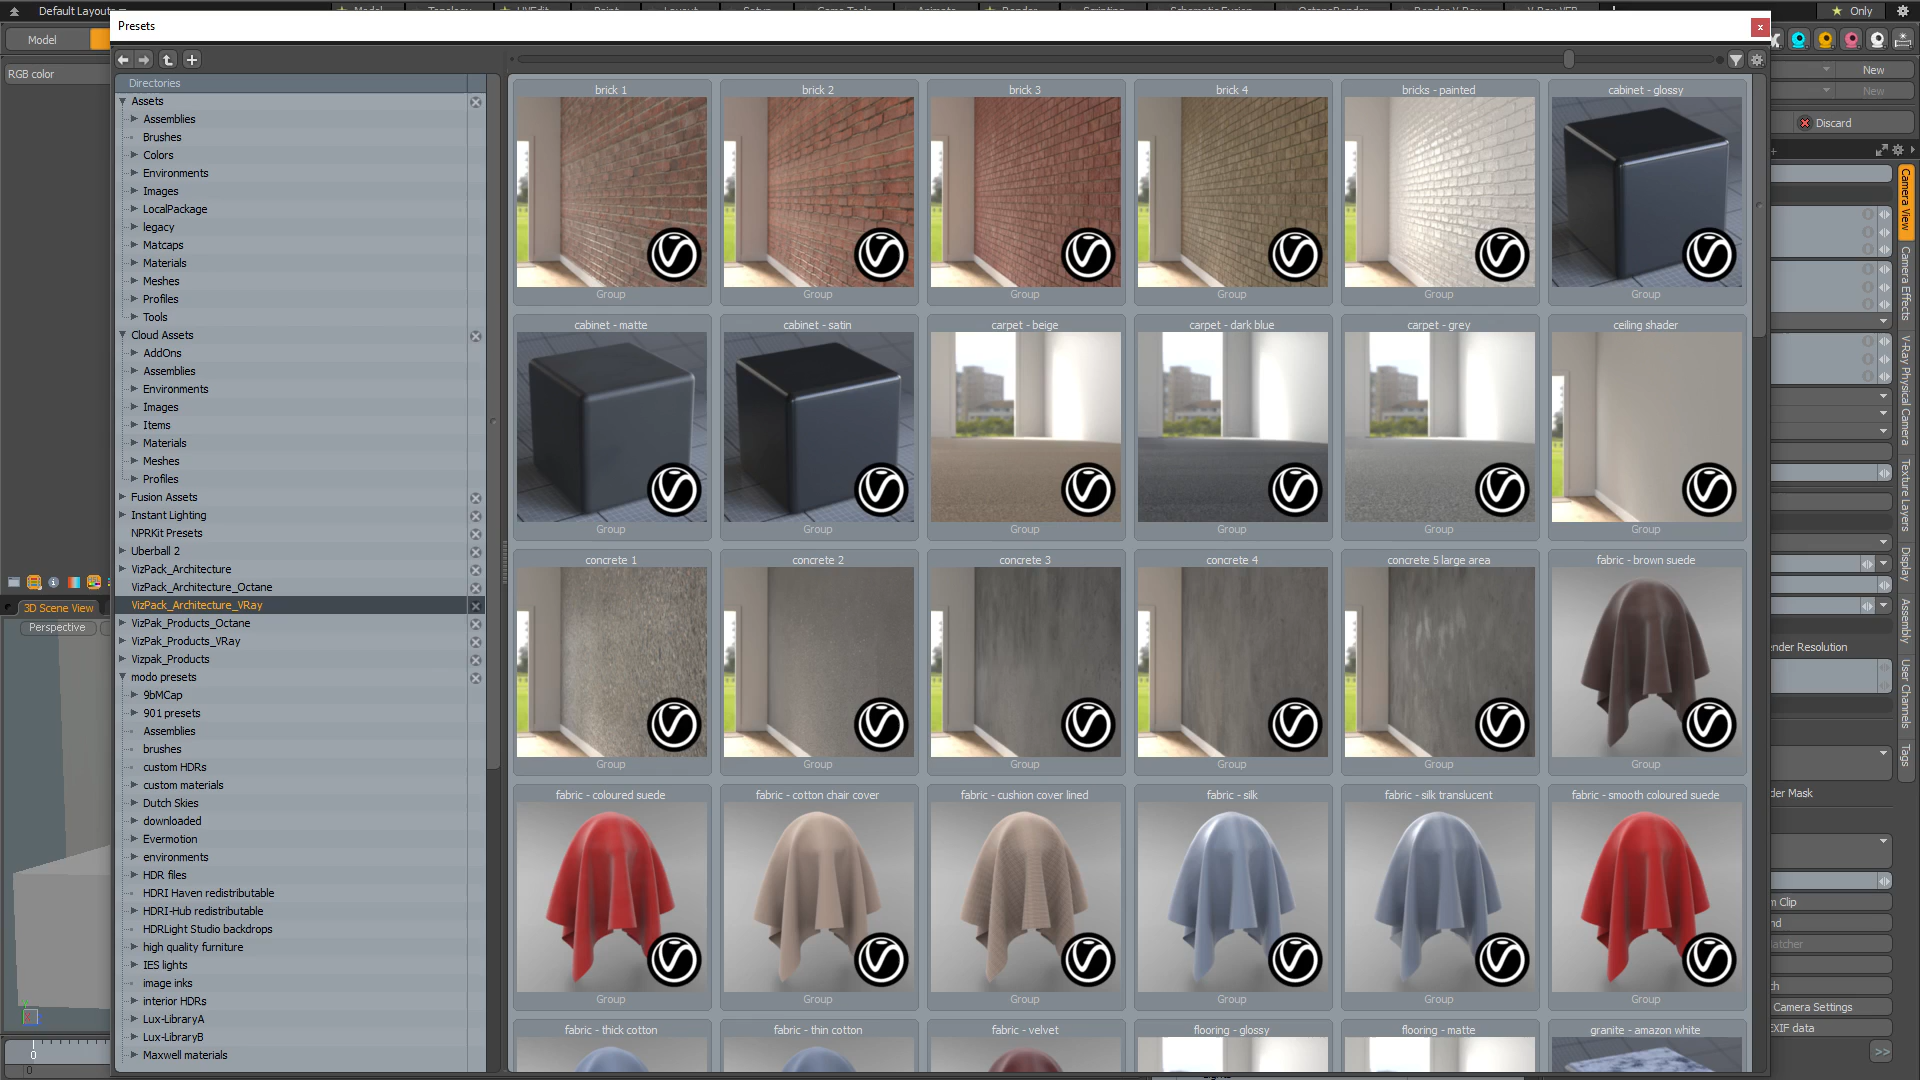 Default Layout
Only
Presets
Model
RGB color
New
New
Discard
Directories
Assets
Assemblies
Brushes
Colors
Environments
Images
LocalPackage
legacy
Matcaps
Materials
Meshes
Profiles
Tools
Cloud Assets
AddOns
Assemblies
Environments
Images
Items
Materials
Meshes
Profiles
Fusion Assets
Instant Lighting
NPRKit Presets
Uberball 2
VizPack_Architecture
VizPack_Architecture_Octane
VizPack_Architecture_VRay
VizPak_Products_Octane
VizPak_Products_VRay
Vizpak_Products
modo presets
9bMCap
901 presets
Assemblies
brushes
custom HDRs
custom materials
Dutch Skies
downloaded
Evermotion
environments
HDR files
HDRI Haven redistributable
HDRI-Hub redistributable
HDRLight Studio backdrops
high quality furniture
IES lights
image inks
interior HDRs
Lux-LibraryA
Lux-LibraryB
Maxwell materials
brick 1
brick 2
brick 3
brick 4
bricks - painted
cabinet - glossy
Group
Group
Group
Group
Group
Group
cabinet - matte
cabinet - satin
carpet - beige
carpet - dark blue
carpet - grey
ceiling shader
Group
Group
Group
Group
Group
Group
concrete 1
concrete 2
concrete 3
concrete 4
concrete 5 large area
fabric - brown suede
Group
Group
Group
Group
Group
Group
fabric - coloured suede
fabric - cotton chair cover
fabric - cushion cover lined
fabric - silk
fabric - silk translucent
fabric - smooth coloured suede
Group
Group
Group
Group
Group
Group
fabric - thick cotton
fabric - thin cotton
fabric - velvet
flooring - glossy
flooring - matte
granite - amazon white
3D Scene View
Perspective
0
0
Camera View
Camera Effects
V-Ray Physical Camera
Texture Layers
Display
Assembly
User Channels
Tags
nder Resolution
der Mask
m Clip
nd
atcher
ch
Camera Settings
EXIF data
>>